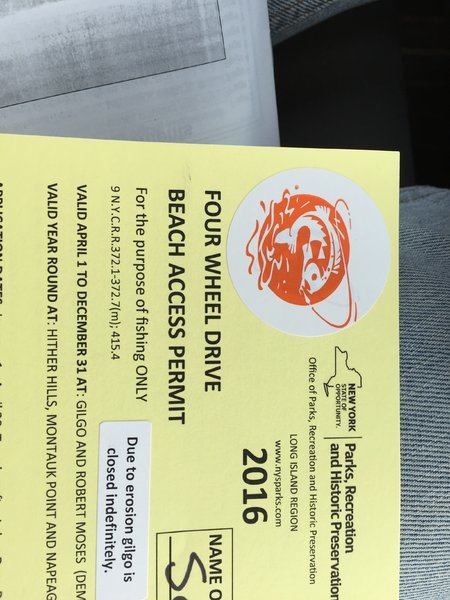 NEW YORK
STATE OF
OPPORTUNITY.
Parks, Recreation
and Historic Preservation
Office of Parks, Recreation and Historic Preservation
LONG ISLAND REGION
www.nysparks.com
2016
FOUR WHEEL DRIVE
BEACH ACCESS PERMIT
For the purpose of fishing ONLY
9 N.Y.C.R.R.372.1-372.7(m); 415.4
Due to erosion gilgo is
closed indefinitely.
NAME O
VALID APRIL 1 TO DECEMBER 31 AT: GILGO AND ROBERT MOSES (DEM
VALID YEAR ROUND AT: HITHER HILLS, MONTAUK POINT AND NAPEAG